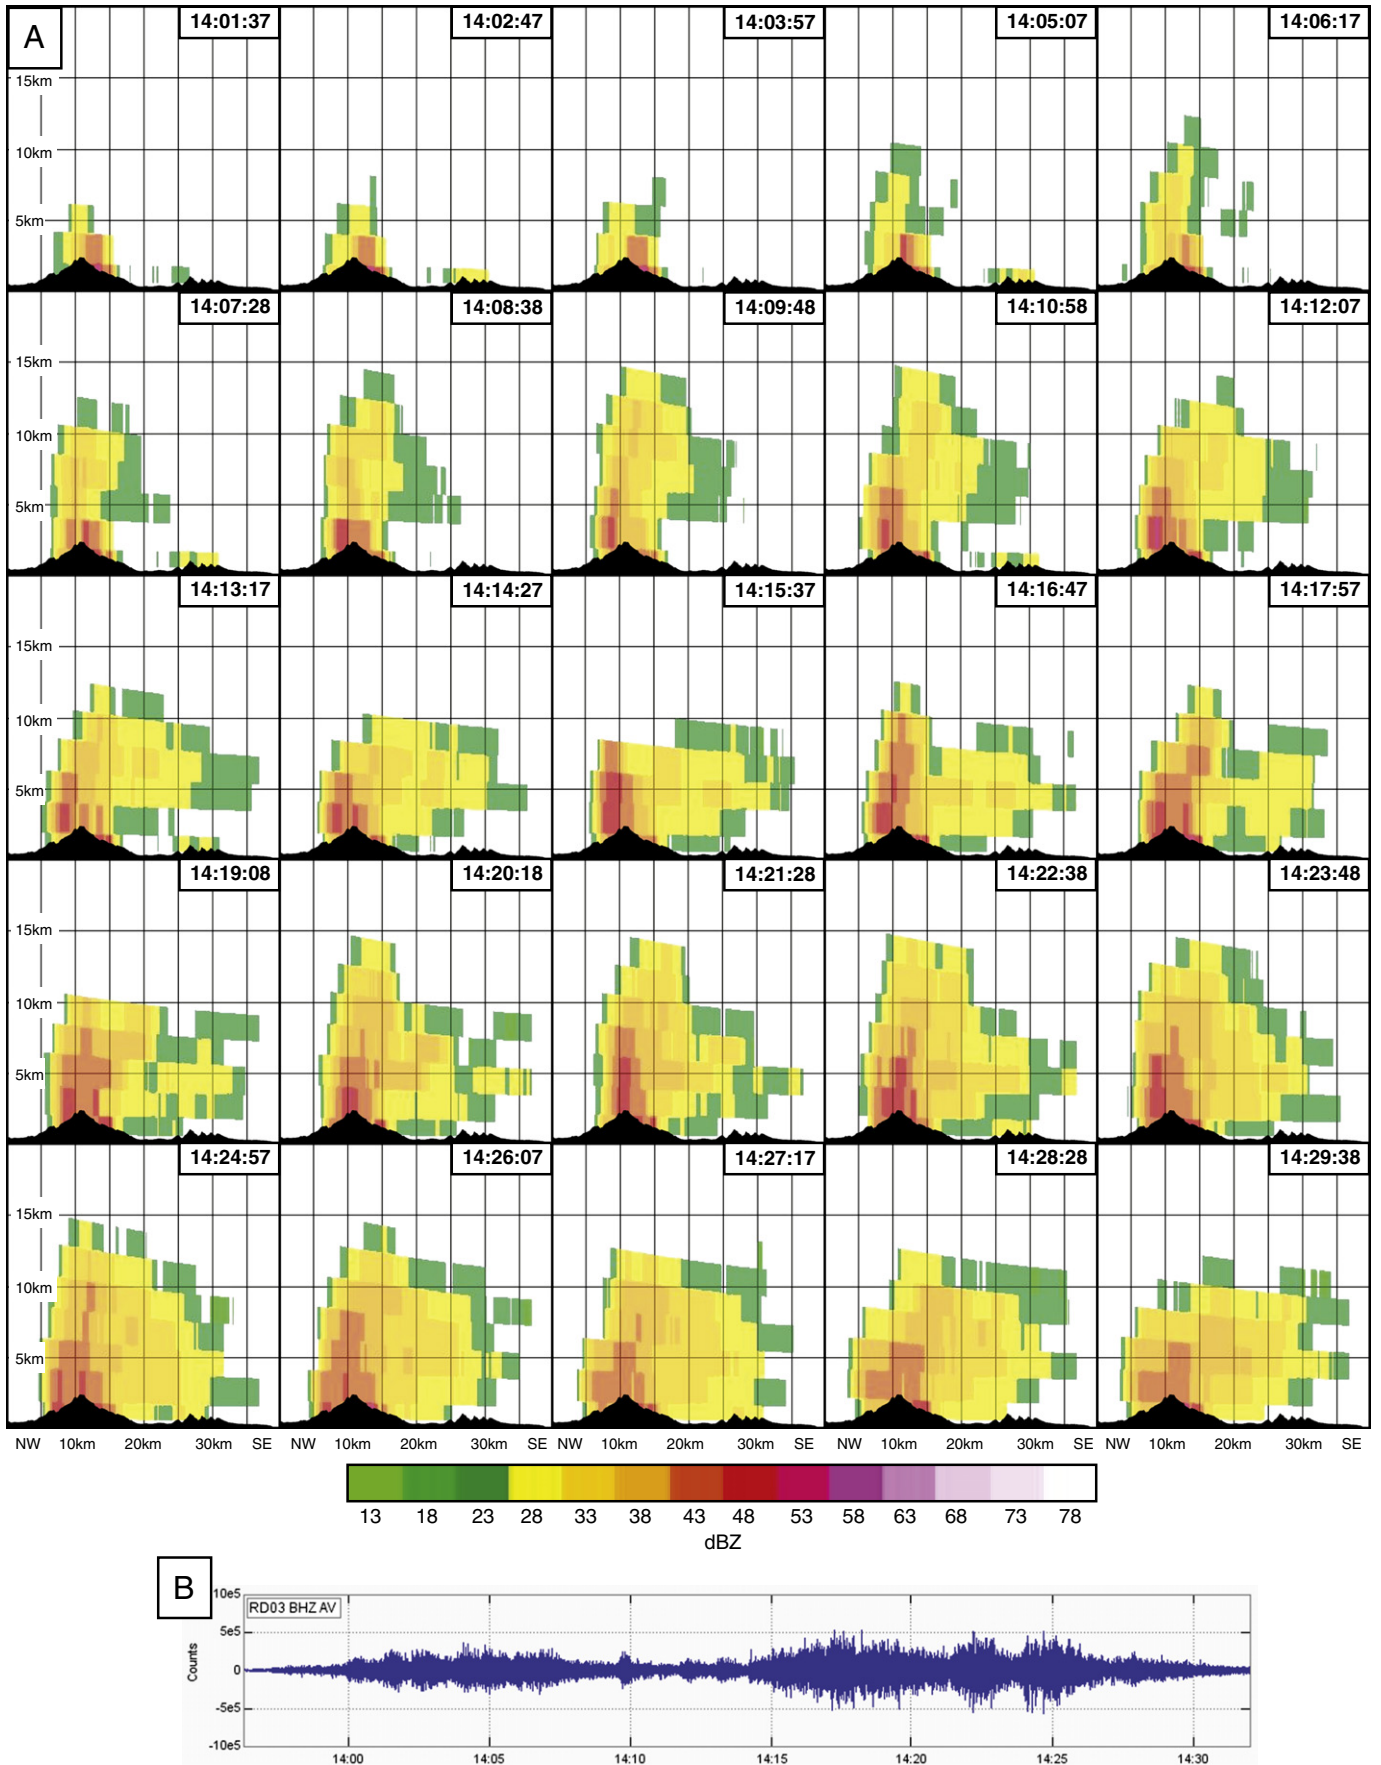 A
14:01:37 14:02:47 14:03:57 14:05:07 14:06:17
15km
10km
5km
14:07:28 14:08:38 14:09:48 14:10:58 14:12:07
15km
10km
5km
14:13:17 14:14:27 14:15:37 14:16:47 14:17:57
15km
10km
5km
14:19:08 14:20:18 14:21:28 14:22:38 14:23:48
15km
10km
5km
14:24:57 14:26:07 14:27:17 14:28:28 14:29:38
15km
10km
5km
NW 10km 20km 30km SE NW 10km 20km 30km SE NW 10km 20km 30km SE NW 10km 20km 30km SE NW 10km 20km 30km SE
13 18 23 28 33 38 43 48 53 58 63 68 73 78
dBZ
B
10e5
RD03 BHZ AV
5e5
Counts
0
-5e5
-10e5
14:00 14:05 14:10 14:15 14:20 14:25 14:30